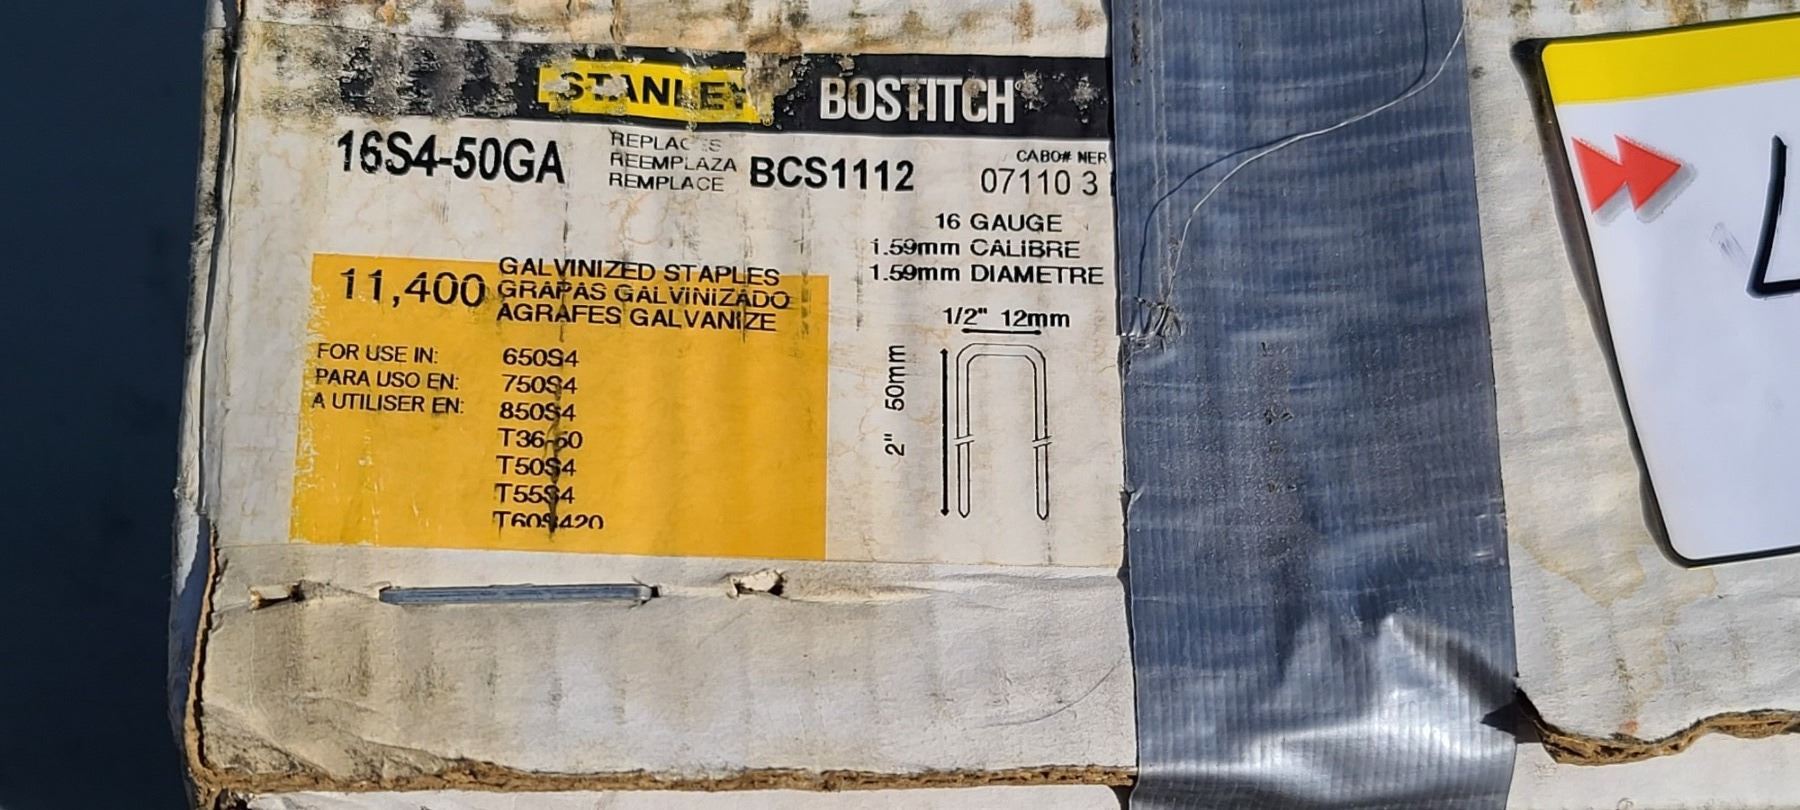 STANLEY BOSTITCH
16S4-50GA
REPLACES
REEMPLAZA
REMPLACE
BCS1112
CABO# NER
07110 3
16 GAUGE
1.59mm CALIBRE
1.59mm DIAMETRE
11,400
GALVINIZED STAPLES
GRAPAS GALVINIZADO
AGRAFES GALVANIZE
FOR USE IN:
PARA USO EN:
A UTILISER EN:
650S4
750S4
850S4
T36-50
T50S4
T55S4
T60S420
1/2" 12mm
2" 50mm